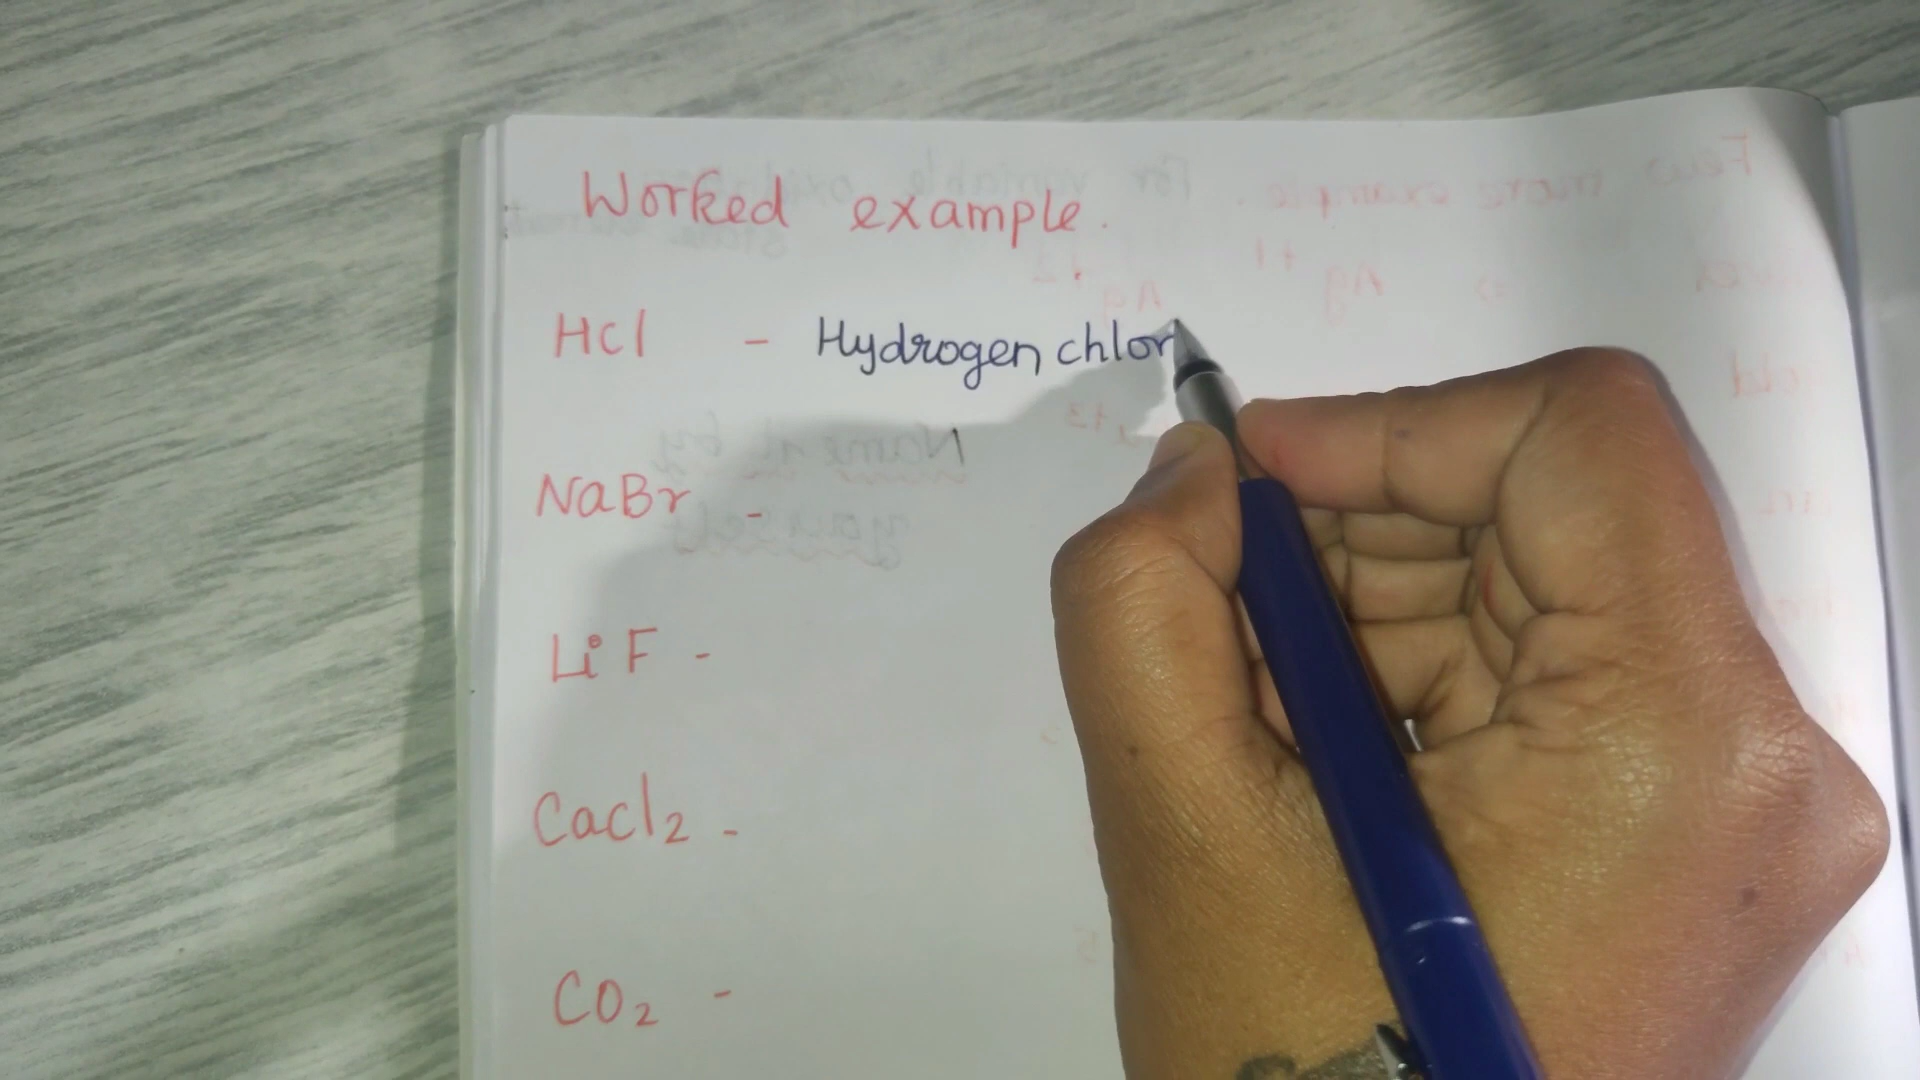 Worked example.
HCl - Hydrogen chlor
NaBr -
LiF -
CaCl2 -
CO2 -